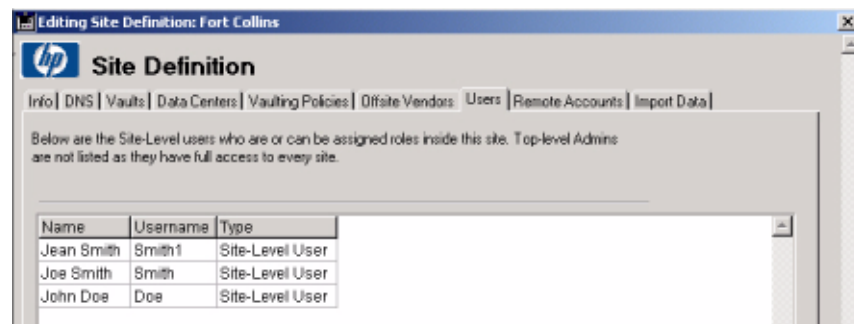 Editing Site Definition: Fort Collins
hp Site Definition
Info DNS Vaults Data Centers Vaulting Policies Offsite Vendors Users Remote Accounts Import Data
Below are the Site-Level users who are or can be assigned roles inside this site. Top-level Admins
are not listed as they have full access to every site.
Name Username Type
Jean Smith Smith1 Site-Level User
Joe Smith Smith Site-Level User
John Doe Doe Site-Level User